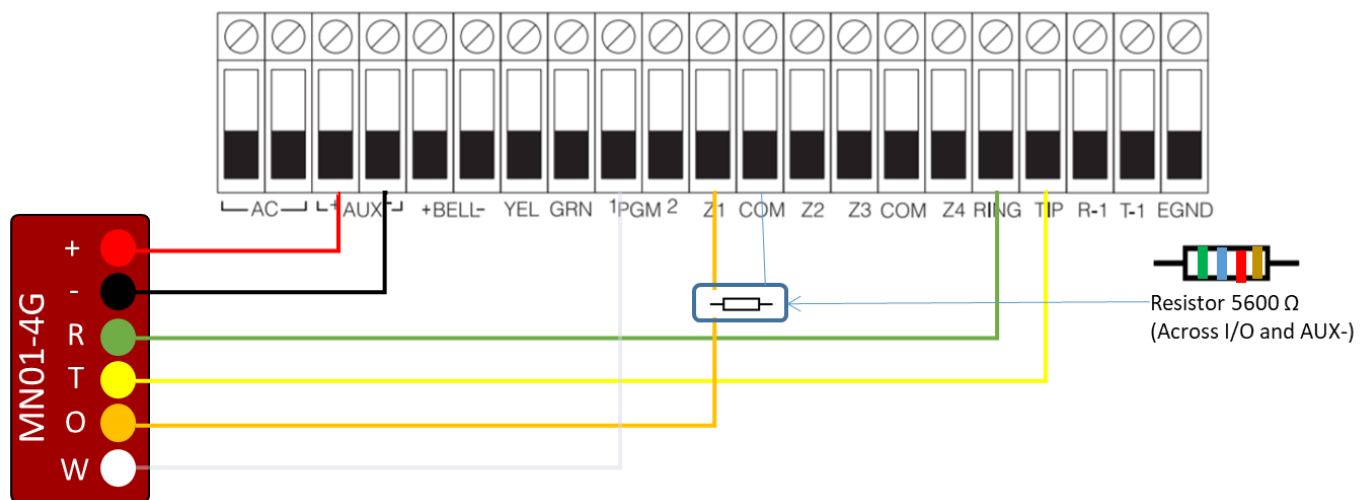 AC + AUX - +BELL- YEL GRN 1PGM 2 Z1 COM Z2 Z3 COM Z4 RING TIP R-1 T-1 EGND
MN01-4G
+
-
R
T
O
W
Resistor 5600 Ω
(Across I/O and AUX-)